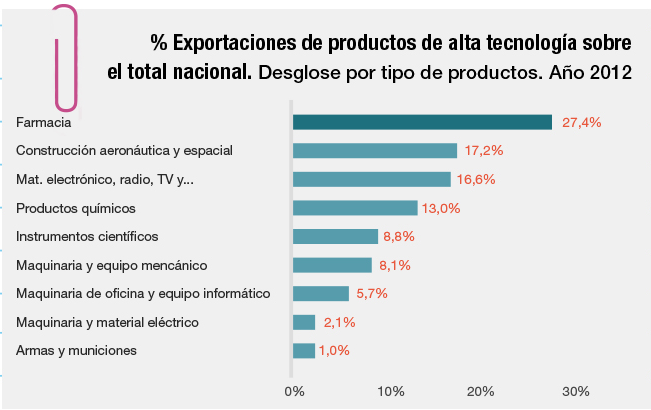 % Exportaciones de productos de alta tecnología sobre
el total nacional. Desglose por tipo de productos. Año 2012
Farmacia 27,4%
Construcción aeronáutica y espacial 17,2%
Mat. electrónico, radio, TV y... 16,6%
Productos químicos 13,0%
Instrumentos científicos 8,8%
Maquinaria y equipo mencánico 8,1%
Maquinaria de oficina y equipo informático 5,7%
Maquinaria y material eléctrico 2,1%
Armas y municiones 1,0%
0% 10% 20% 30%